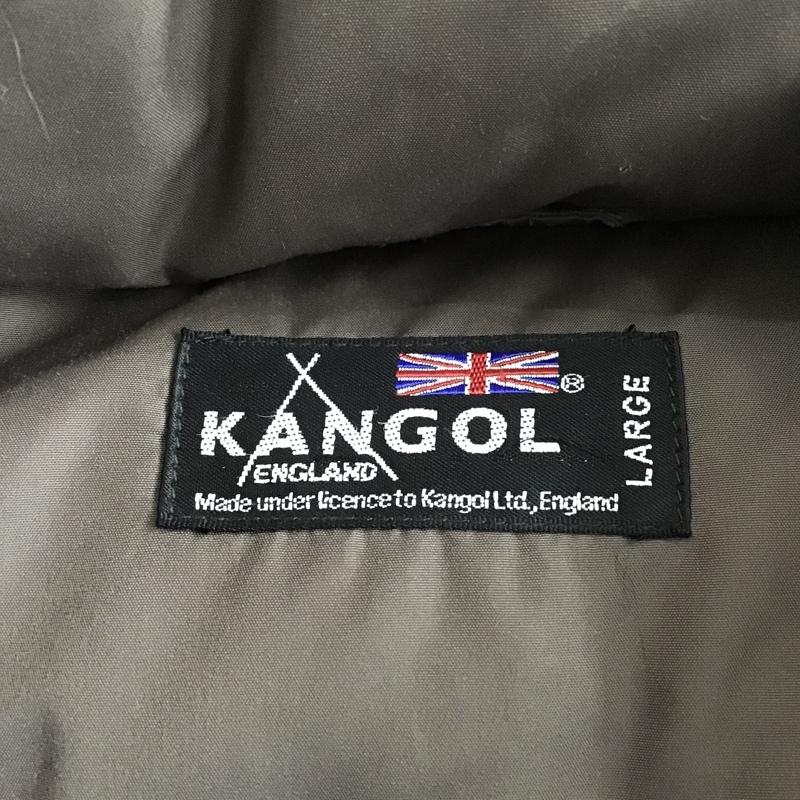 KANGOL®
ENGLAND
Made under licence to Kangol Ltd., England
LARGE